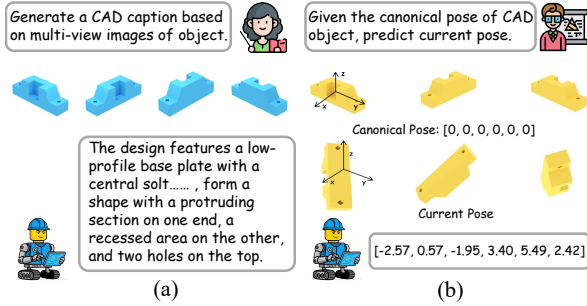 Generate a CAD caption based
on multi-view images of object.
The design features a low-
profile base plate with a
central solt...... , form a
shape with a protruding
section on one end, a
recessed area on the other,
and two holes on the top.
(a)
Given the canonical pose of CAD
object, predict current pose.
z
x
y
Canonical Pose: [0, 0, 0, 0, 0, 0]
z
x
y
Current Pose
[-2.57, 0.57, -1.95, 3.40, 5.49, 2.42]
(b)